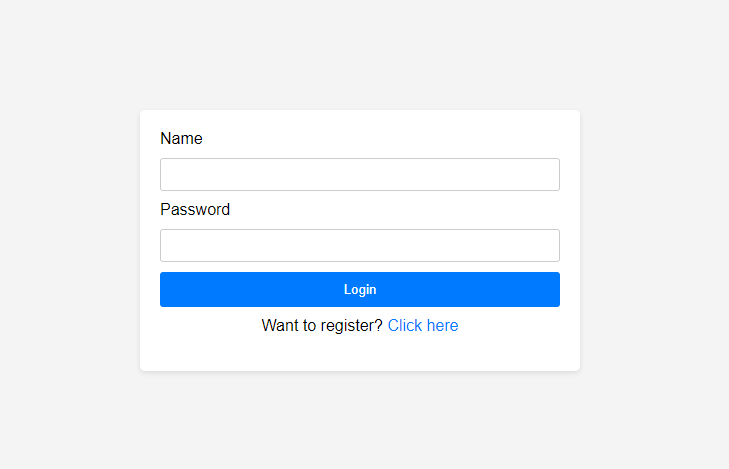 Name
Password
Login
Want to register? Click here